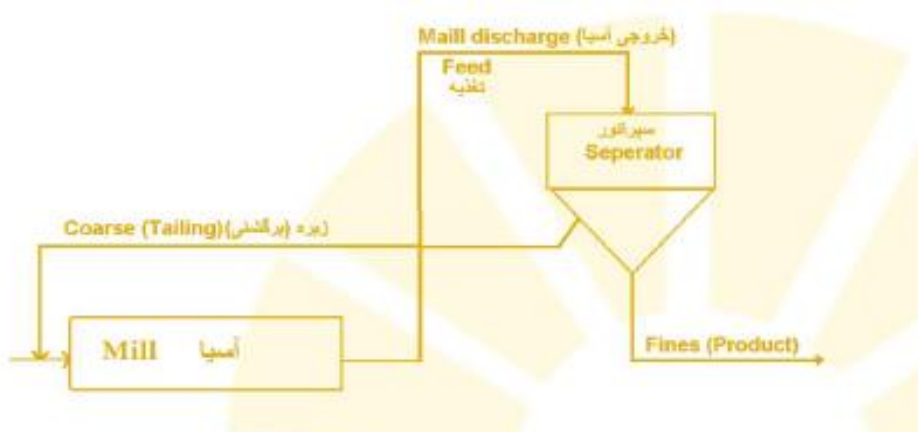 Maill discharge (خروجی آسیا)
Feed
تغذیه
سپراتور
Seperator
Coarse (Tailing)(برگشتی) زبره
Mill آسیا
Fines (Product)